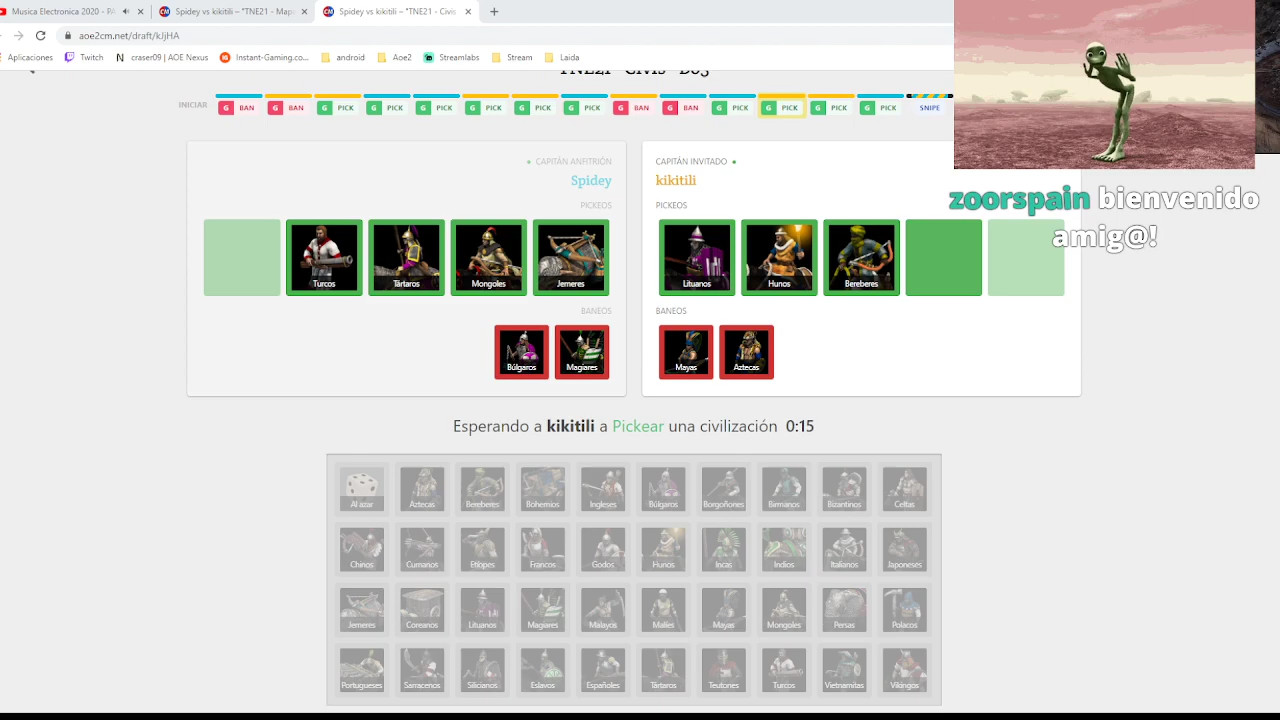 Musica Electronica 2020 - PA
Spidey vs kikitili – "TNE21 - Map
Spidey vs kikitili – "TNE21 - Civis
aoe2cm.net/draft/kJjHA
Aplicaciones
Twitch
craser09 | AOE Nexus
Instant-Gaming.co...
android
Aoe2
Streamlabs
Stream
Laida
TNE21 - Civis - Bo5
INICIAR
G BAN
G BAN
G PICK
G PICK
G PICK
G PICK
G PICK
G PICK
G BAN
G BAN
G PICK
G PICK
G PICK
G PICK
SNIPE
CAPITÁN ANFITRIÓN
Spidey
PICKEOS
Turcos
Tártaros
Mongoles
Jemeres
BANEOS
Búlgaros
Magiares
CAPITÁN INVITADO
kikitili
PICKEOS
Lituanos
Hunos
Bereberes
BANEOS
Mayas
Aztecas
zoorspain bienvenido
amig@!
Esperando a kikitili a Pickear una civilización 0:15
Al azar Aztecas Bereberes Bohemios Ingleses Búlgaros Borgoñones Birmanos Bizantinos Celtas
Chinos Cumanos Etíopes Francos Godos Hunos Incas Indios Italianos Japoneses
Jemeres Coreanos Lituanos Magiares Malayos Malíes Mayas Mongoles Persas Polacos
Portugueses Sarracenos Sicilianos Eslavos Españoles Tártaros Teutones Turcos Vietnamitas Vikingos